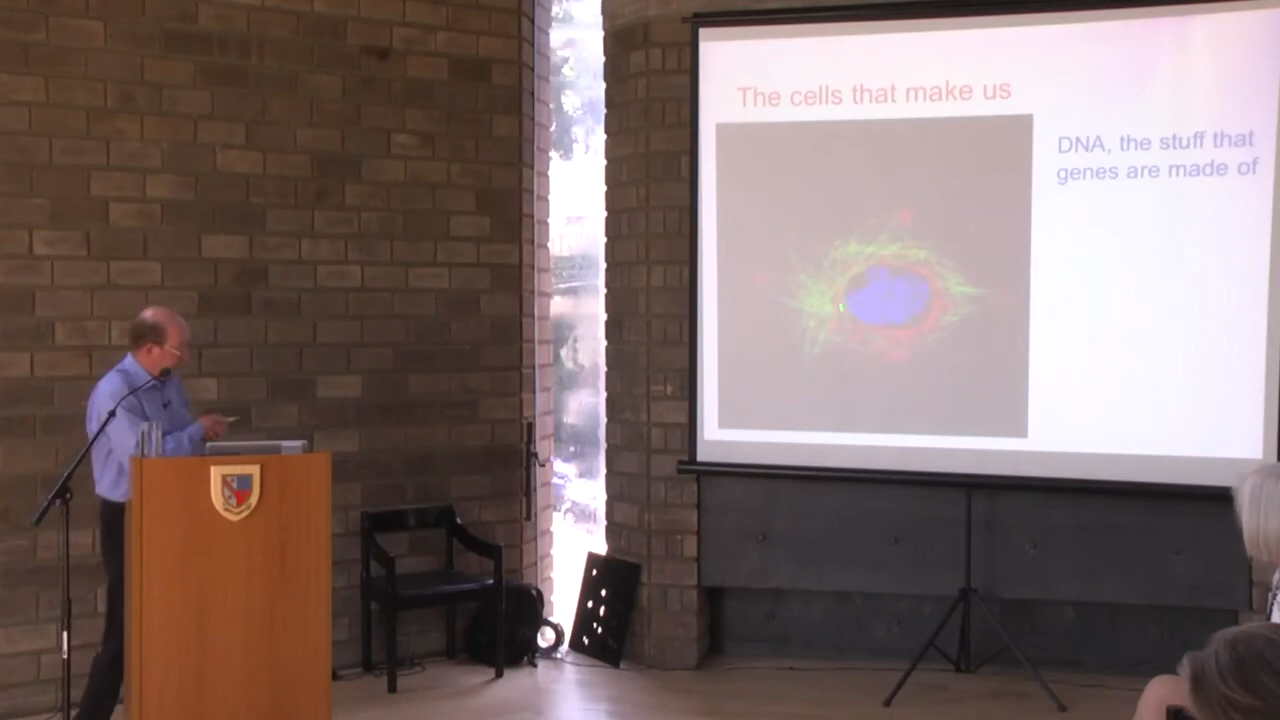 The cells that make us
DNA, the stuff that
genes are made of